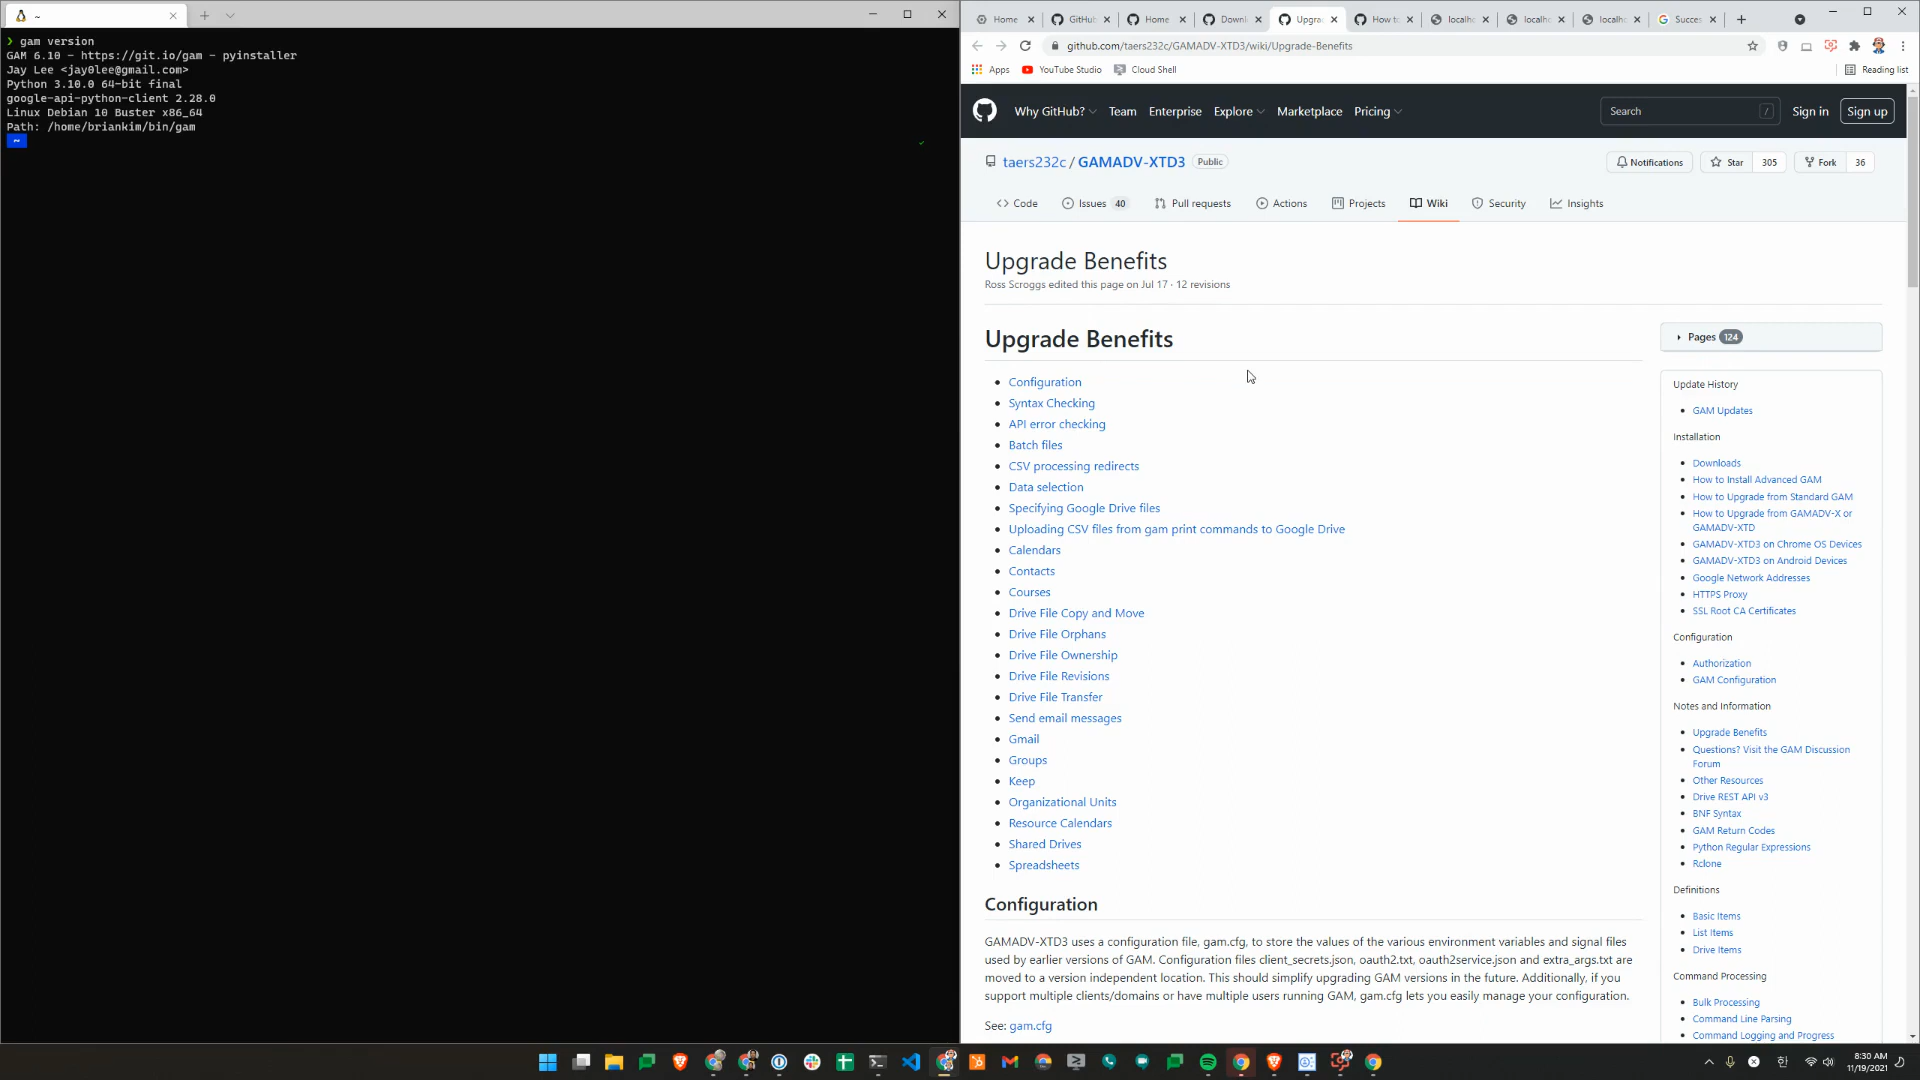 ~
❯ gam version
GAM 6.10 - https://git.io/gam - pyinstaller
Jay Lee <jay0lee@gmail.com>
Python 3.10.0 64-bit final
google-api-python-client 2.28.0
Linux Debian 10 Buster x86_64
Path: /home/briankim/bin/gam
~
Home
GitHub
Home
Downl
Upgra
How to
localho
localho
localho
Succes
github.com/taers232c/GAMADV-XTD3/wiki/Upgrade-Benefits
Apps YouTube Studio Cloud Shell Reading list
Why GitHub? Team Enterprise Explore Marketplace Pricing Search / Sign in Sign up
taers232c / GAMADV-XTD3 Public Notifications Star 305 Fork 36
Code Issues 40 Pull requests Actions Projects Wiki Security Insights
Upgrade Benefits
Ross Scroggs edited this page on Jul 17 · 12 revisions
Upgrade Benefits
Configuration
Syntax Checking
API error checking
Batch files
CSV processing redirects
Data selection
Specifying Google Drive files
Uploading CSV files from gam print commands to Google Drive
Calendars
Contacts
Courses
Drive File Copy and Move
Drive File Orphans
Drive File Ownership
Drive File Revisions
Drive File Transfer
Send email messages
Gmail
Groups
Keep
Organizational Units
Resource Calendars
Shared Drives
Spreadsheets
Configuration
GAMADV-XTD3 uses a configuration file, gam.cfg, to store the values of the various environment variables and signal files
used by earlier versions of GAM. Configuration files client_secrets.json, oauth2.txt, oauth2service.json and extra_args.txt are
moved to a version independent location. This should simplify upgrading GAM versions in the future. Additionally, if you
support multiple clients/domains or have multiple users running GAM, gam.cfg lets you easily manage your configuration.
See: gam.cfg
Pages 124
Update History
GAM Updates
Installation
Downloads
How to Install Advanced GAM
How to Upgrade from Standard GAM
How to Upgrade from GAMADV-X or
GAMADV-XTD
GAMADV-XTD3 on Chrome OS Devices
GAMADV-XTD3 on Android Devices
Google Network Addresses
HTTPS Proxy
SSL Root CA Certificates
Configuration
Authorization
GAM Configuration
Notes and Information
Upgrade Benefits
Questions? Visit the GAM Discussion
Forum
Other Resources
Drive REST API v3
BNF Syntax
GAM Return Codes
Python Regular Expressions
Rclone
Definitions
Basic Items
List Items
Drive Items
Command Processing
Bulk Processing
Command Line Parsing
Command Logging and Progress
한
8:30 AM
11/19/2021